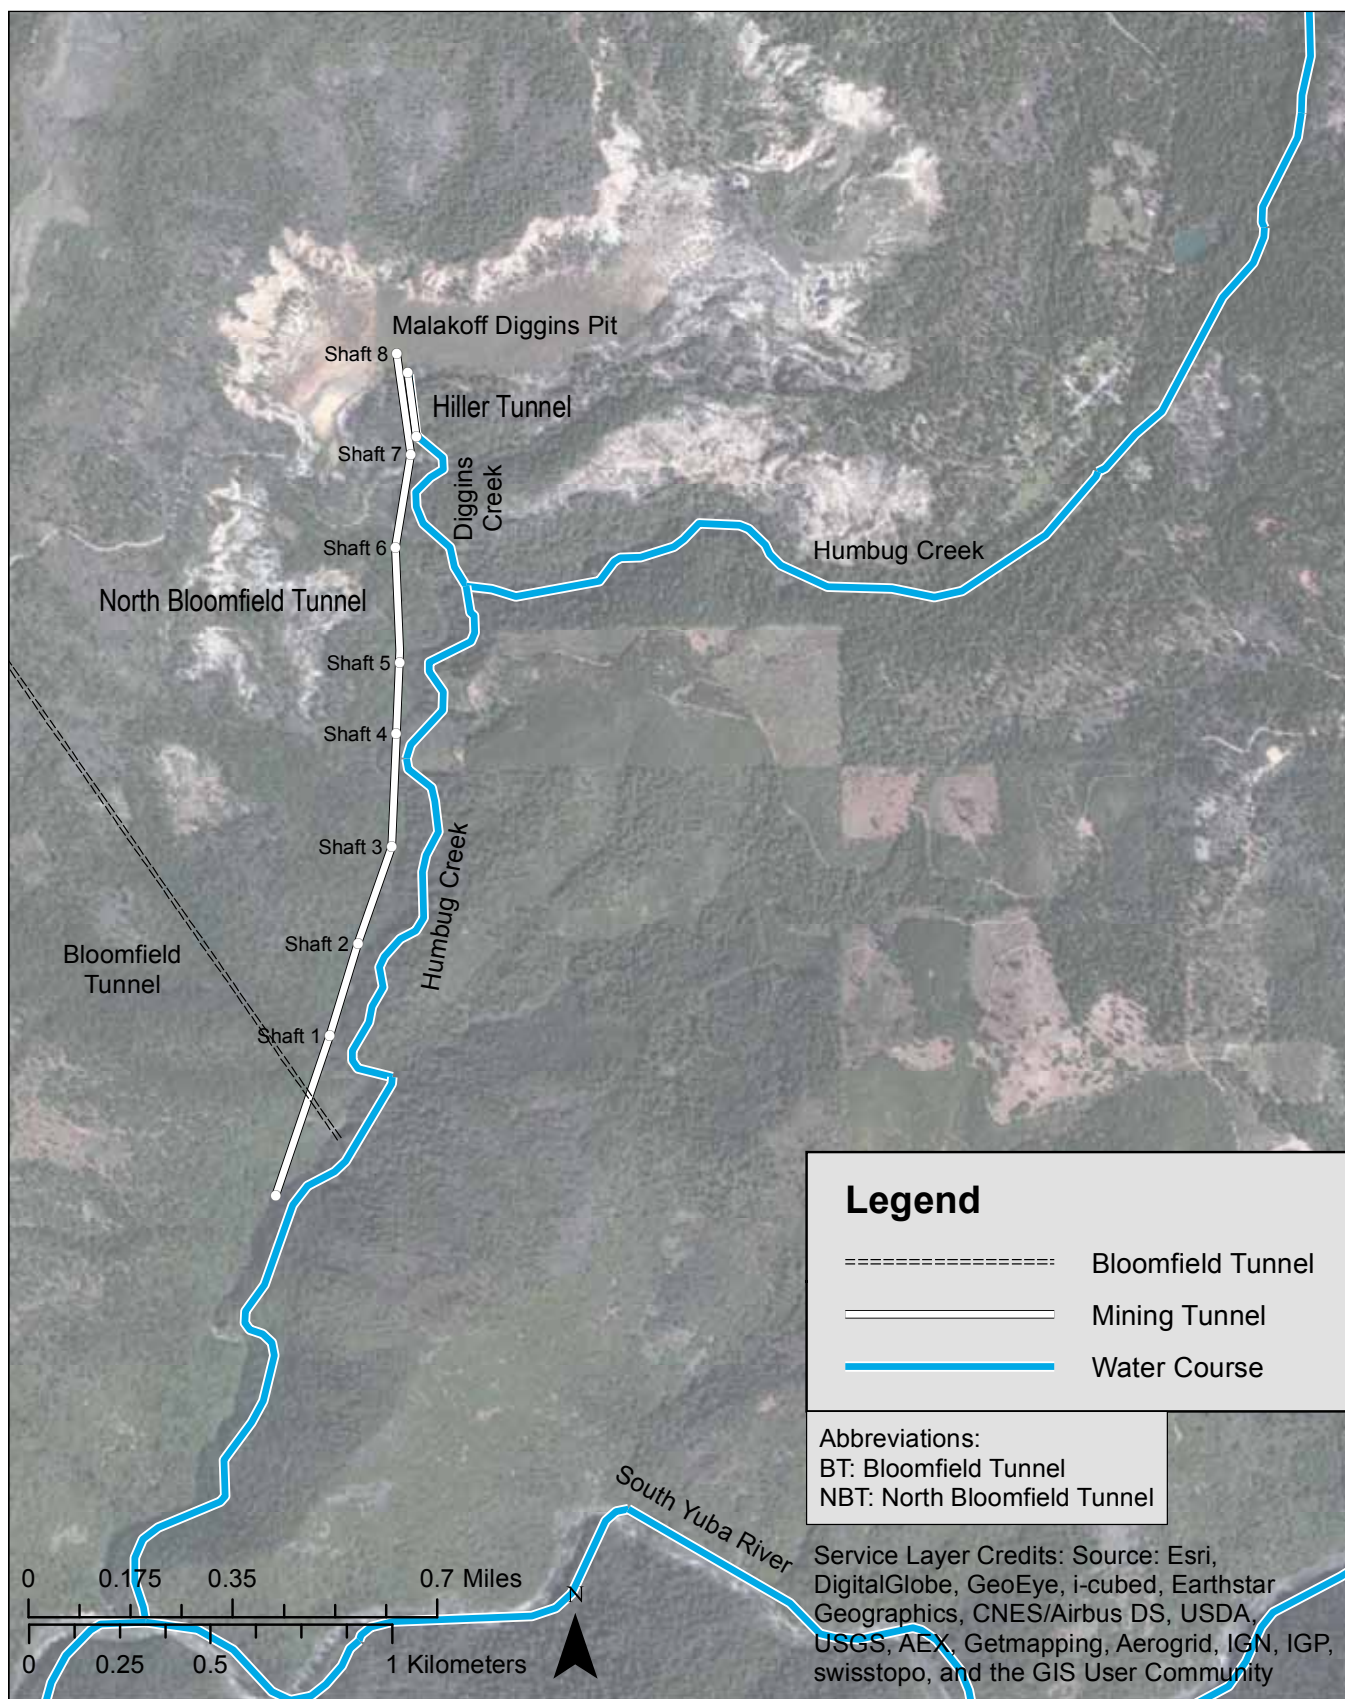 Malakoff Diggins Pit
Shaft 8
Hiller Tunnel
Shaft 7
Diggins
Creek
Shaft 6
Humbug Creek
North Bloomfield Tunnel
Shaft 5
Shaft 4
Shaft 3
Humbug Creek
Shaft 2
Bloomfield
Tunnel
Shaft 1
Legend
Bloomfield Tunnel
Mining Tunnel
Water Course
Abbreviations:
BT: Bloomfield Tunnel
NBT: North Bloomfield Tunnel
South Yuba River
Service Layer Credits: Source: Esri,
DigitalGlobe, GeoEye, i-cubed, Earthstar
Geographics, CNES/Airbus DS, USDA,
USGS, AEX, Getmapping, Aerogrid, IGN, IGP,
swisstopo, and the GIS User Community
0 0.175 0.35 0.7 Miles
N
0 0.25 0.5 1 Kilometers